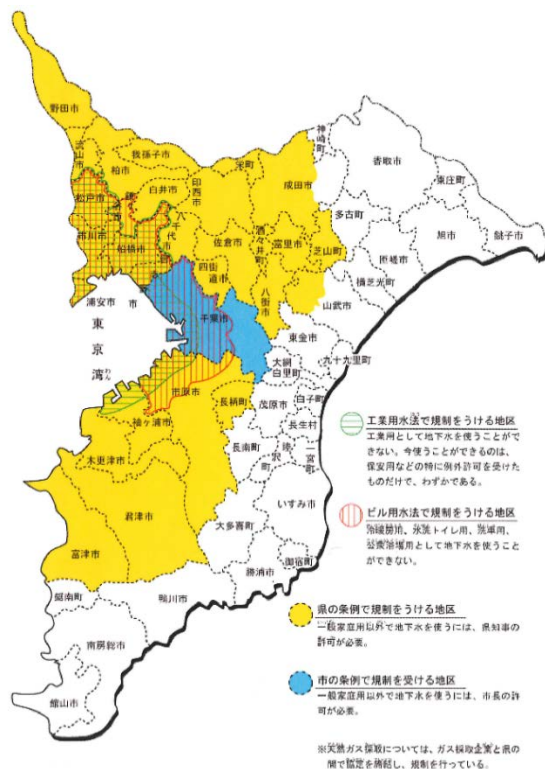 野田市
流山市
柏市
我孫子市
栄町
印西市
白井市
成田市
神崎町
香取市
東庄町
松戸市
鎌
市
市川市
船橋市
八千代市
佐倉市
酒々井町
富里市
芝山町
多古町
旭市
銚子市
匝瑳市
横芝光町
四街道市
八街市
山武市
浦安市
市
千葉市
東金市
東京湾
わん
大網白里町
九十九里町
市原市
長柄町
茂原市
白子町
長生村
袖ヶ浦市
長南町
睦沢町
一宮町
木更津市
君津市
いすみ市
大多喜町
富津市
御宿町
勝浦市
鋸南町
鴨川市
南房総市
館山市
工業用水法で規制をうける地区
工業用として地下水を使うことがで
きない。今使うことができるのは、
保安用などの特に例外許可を受けた
ものだけで、わずかである。
ビル用水法で規制をうける地区
冷暖房用、水洗トイレ用、洗車用、
公衆浴場用として地下水を使うこと
ができない。
県の条例で規制をうける地区
一般家庭用以外で地下水を使うには、県知事の
許可が必要。
市の条例で規制を受ける地区
一般家庭用以外で地下水を使うには、市長の許
可が必要。
※天然ガス採取については、ガス採取企業と県の
間で協定を締結し、規制を行っている。